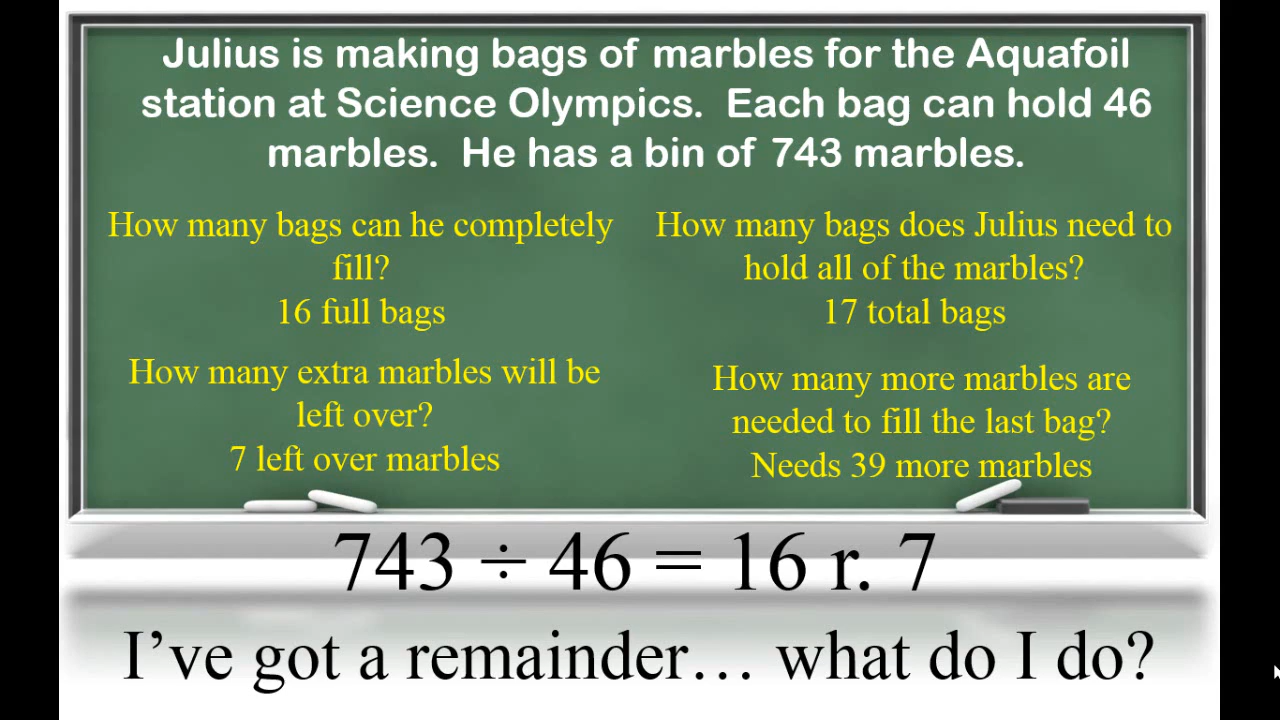 Julius is making bags of marbles for the Aquafoil
station at Science Olympics.  Each bag can hold 46
marbles.  He has a bin of 743 marbles.
How many bags can he completely
fill?
16 full bags
How many bags does Julius need to
hold all of the marbles?
17 total bags
How many extra marbles will be
left over?
7 left over marbles
How many more marbles are
needed to fill the last bag?
Needs 39 more marbles
743 ÷ 46 = 16 r. 7
I’ve got a remainder… what do I do?